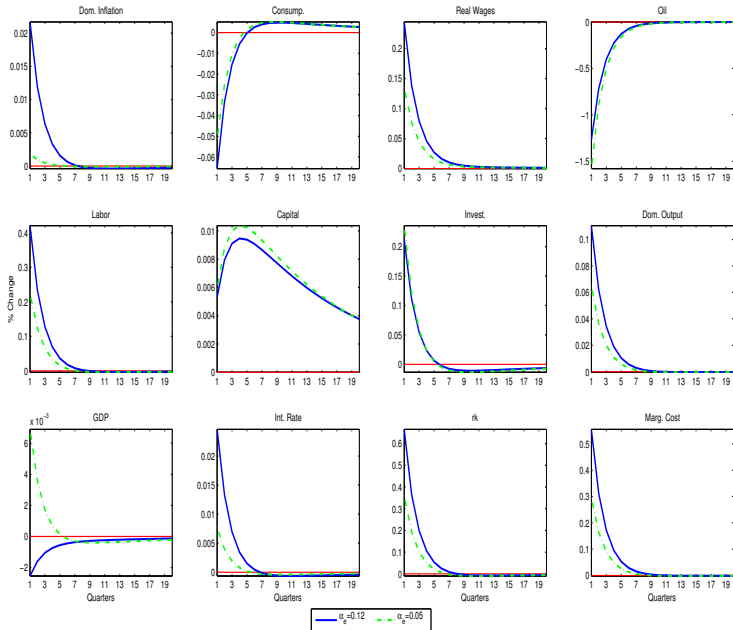 Dom. Inflation
Consump.
Real Wages
Oil
0.02
0.015
0.01
0.005
0
1 3 5 7 9 11 13 15 17 19
0
−0.01
−0.02
−0.03
−0.04
−0.05
−0.06
1 3 5 7 9 11 13 15 17 19
0.2
0.15
0.1
0.05
0
1 3 5 7 9 11 13 15 17 19
0
−0.5
−1
−1.5
1 3 5 7 9 11 13 15 17 19
Labor
Capital
Invest.
Dom. Output
% Change
0.4
0.3
0.2
0.1
0
1 3 5 7 9 11 13 15 17 19
0.01
0.008
0.006
0.004
0.002
0
1 3 5 7 9 11 13 15 17 19
0.2
0.15
0.1
0.05
0
1 3 5 7 9 11 13 15 17 19
0.1
0.08
0.06
0.04
0.02
0
1 3 5 7 9 11 13 15 17 19
GDP
Int. Rate
rk
Marg. Cost
x 10⁻³
6
4
2
0
−2
1 3 5 7 9 11 13 15 17 19
Quarters
0.02
0.015
0.01
0.005
0
1 3 5 7 9 11 13 15 17 19
Quarters
0.6
0.5
0.4
0.3
0.2
0.1
0
1 3 5 7 9 11 13 15 17 19
Quarters
0.5
0.4
0.3
0.2
0.1
0
1 3 5 7 9 11 13 15 17 19
Quarters
α_e=0.12
α_e=0.05